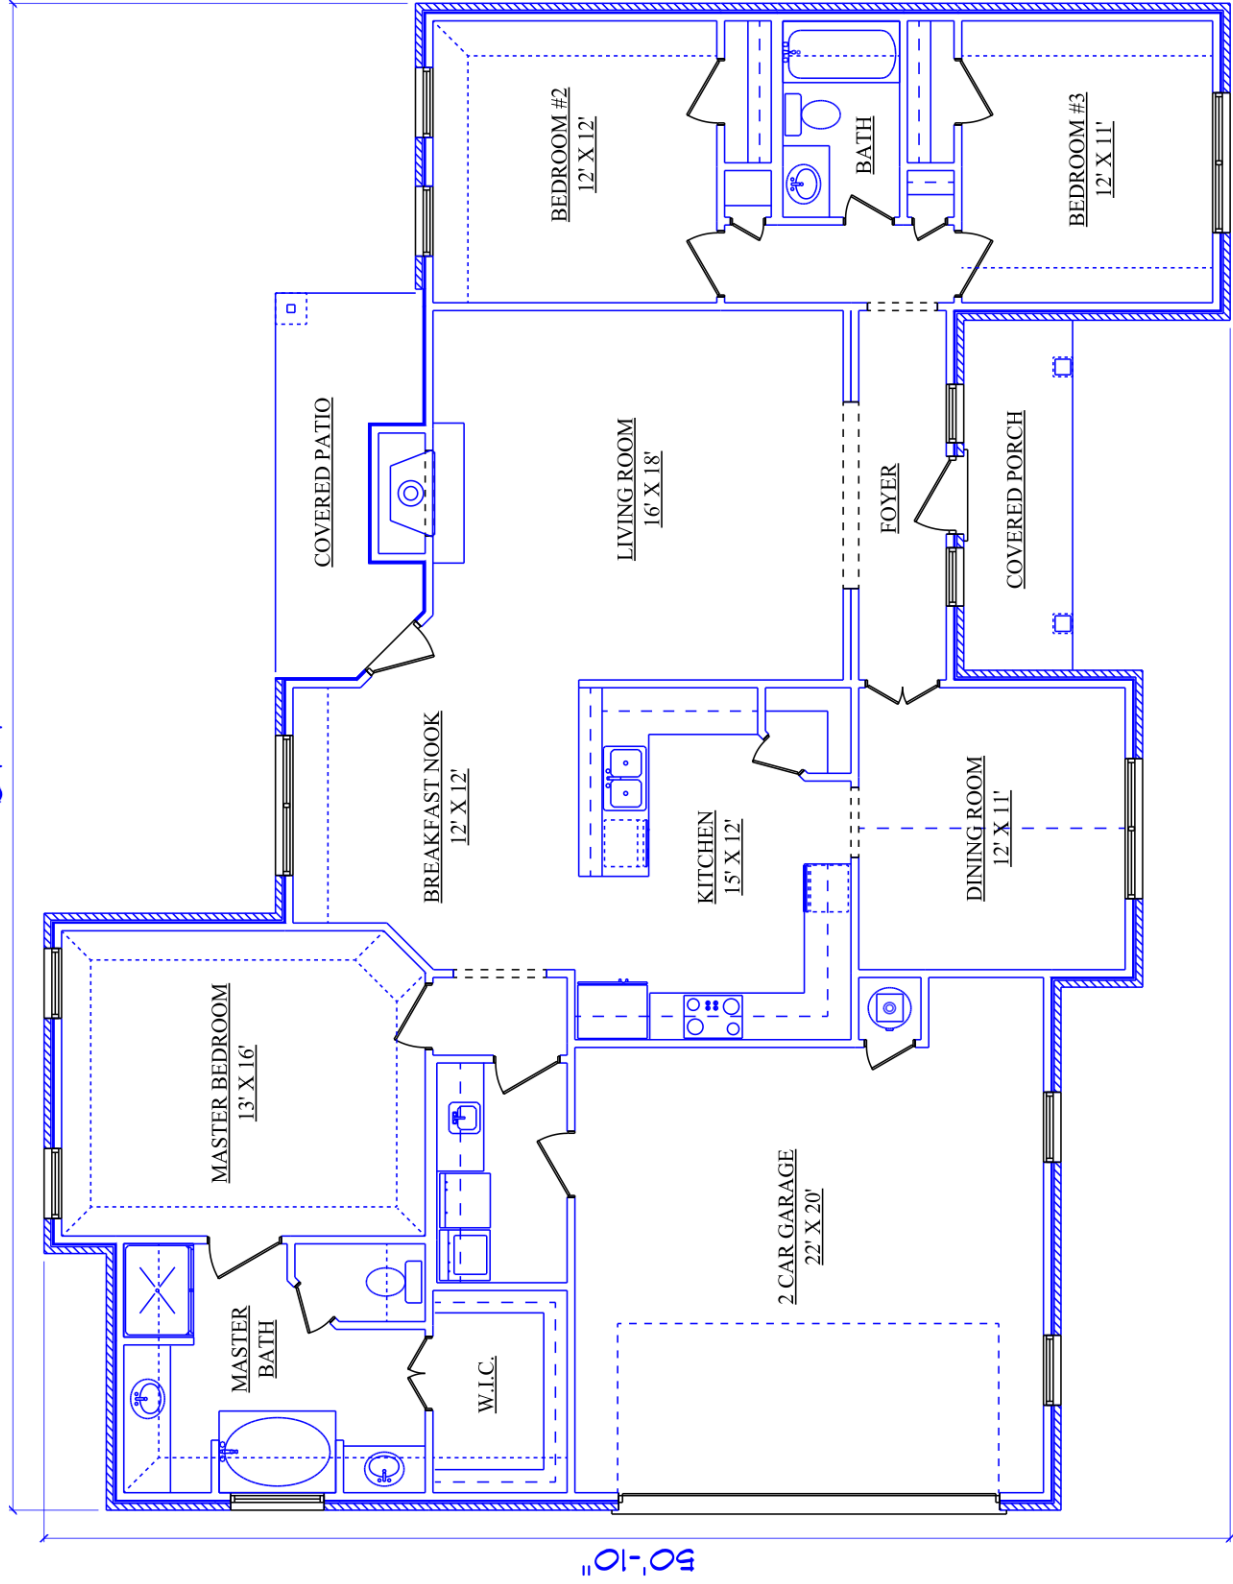 BEDROOM #2
12' X 12'
BATH
BEDROOM #3
12' X 11'
COVERED PATIO
LIVING ROOM
16' X 18'
FOYER
COVERED PORCH
BREAKFAST NOOK
12' X 12'
KITCHEN
15' X 12'
DINING ROOM
12' X 11'
MASTER BEDROOM
13' X 16'
2 CAR GARAGE
22' X 20'
MASTER
BATH
W.I.C.
50'-10"